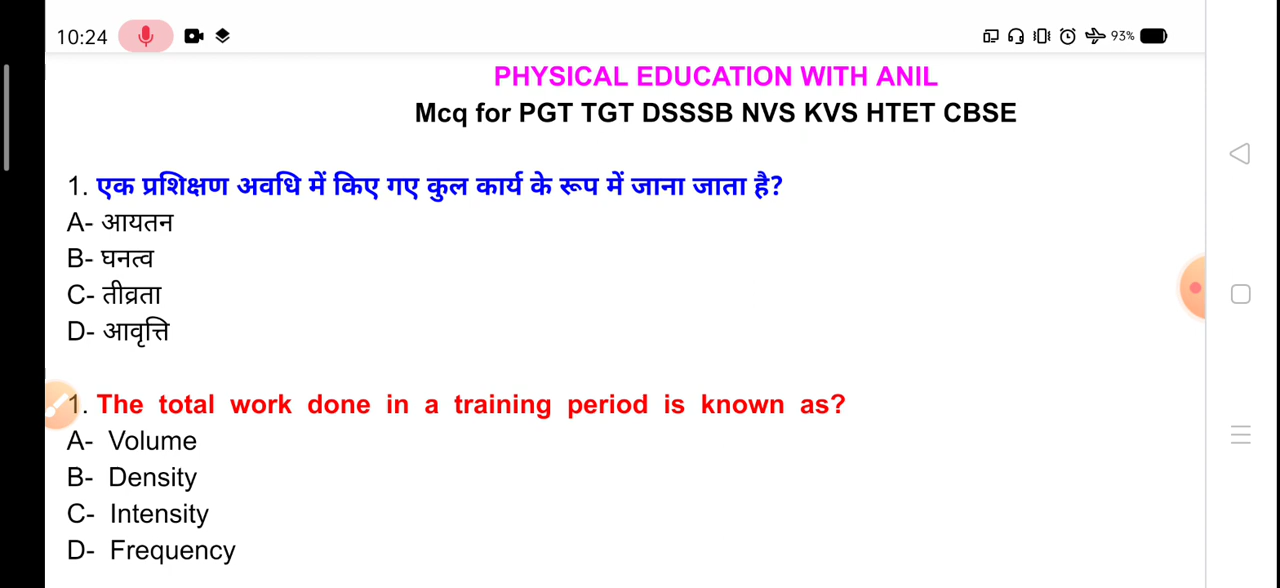 10:24
93%
PHYSICAL EDUCATION WITH ANIL
Mcq for PGT TGT DSSSB NVS KVS HTET CBSE
1. एक प्रशिक्षण अवधि में किए गए कुल कार्य के रूप में जाना जाता है?
A- आयतन
B- घनत्व
C- तीव्रता
D- आवृत्ति
1. The total work done in a training period is known as?
A- Volume
B- Density
C- Intensity
D- Frequency